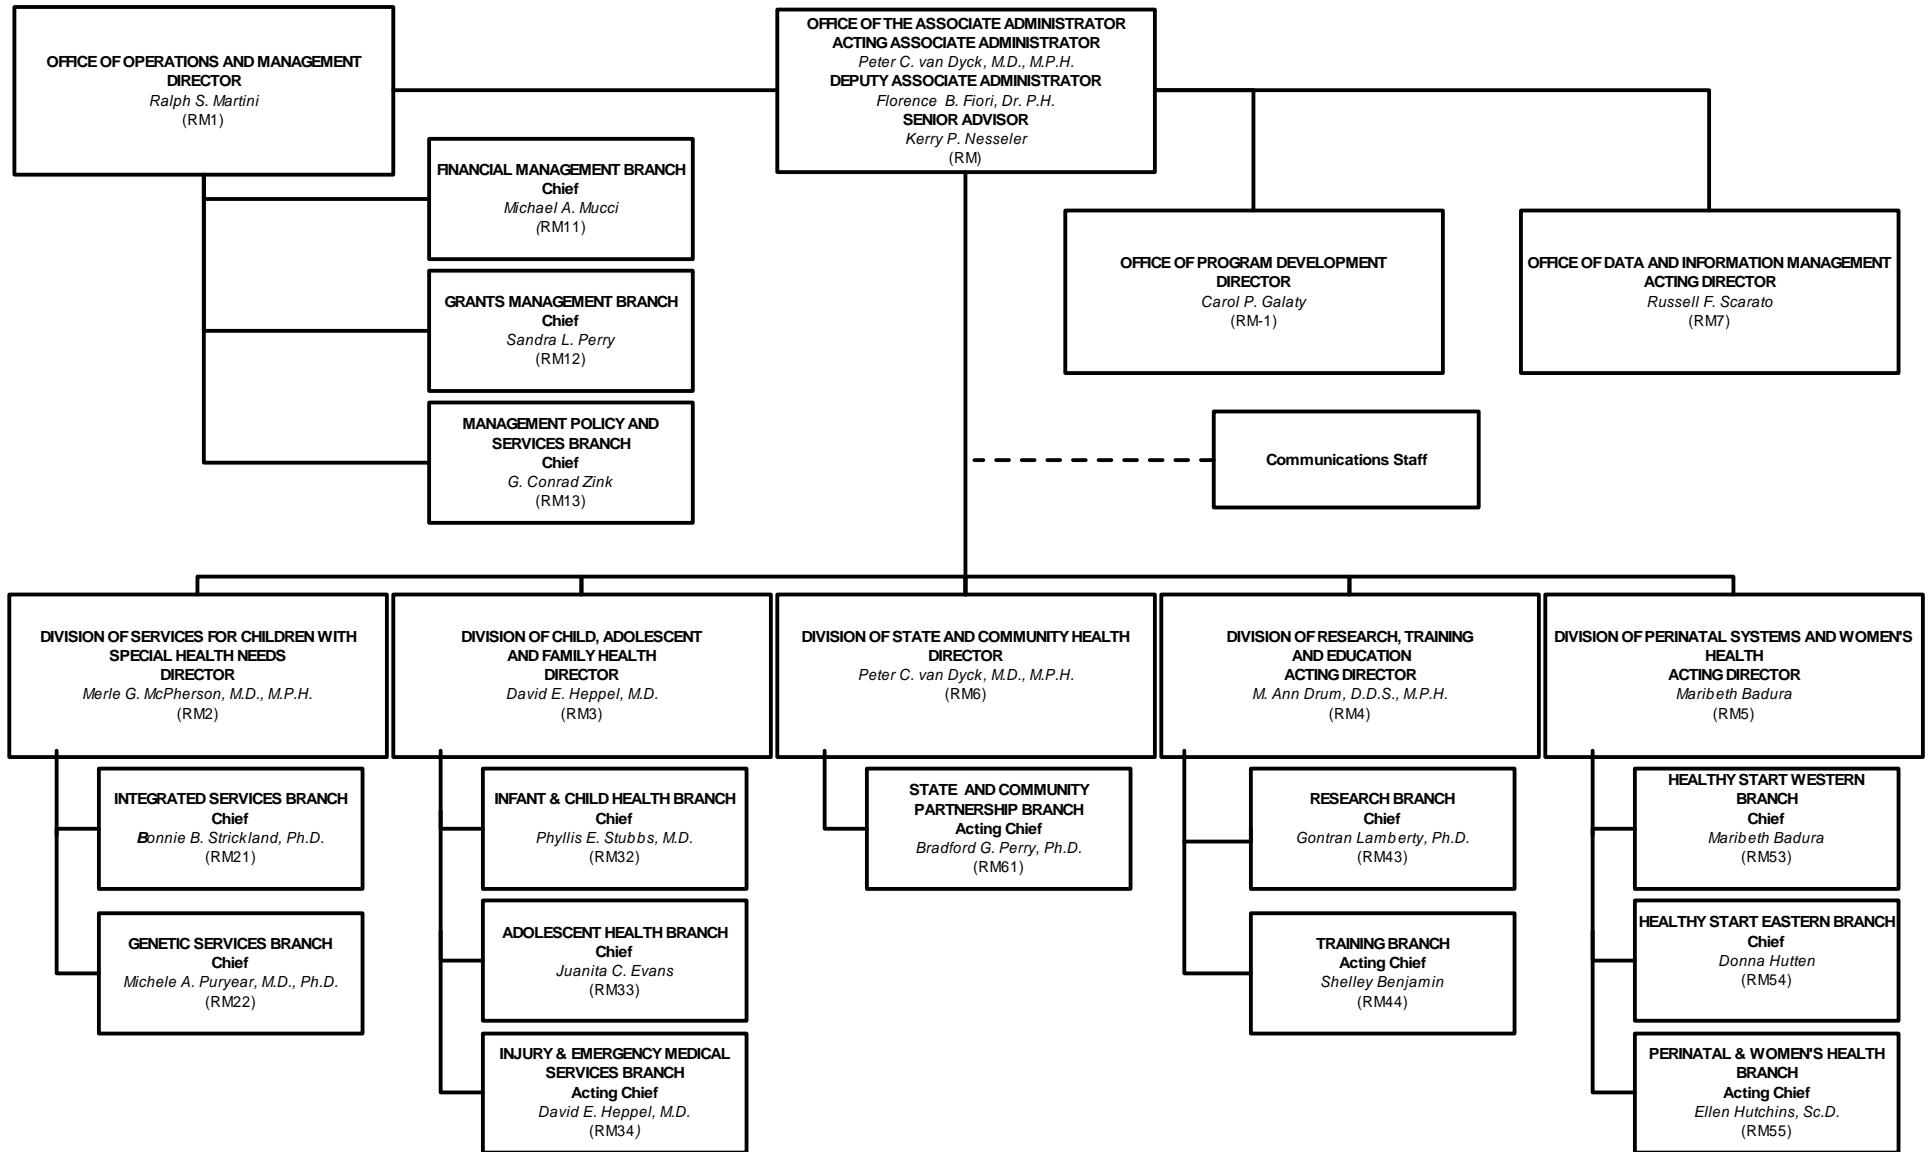 OFFICE OF OPERATIONS AND MANAGEMENT
DIRECTOR
Ralph S. Martini
(RM1)
OFFICE OF THE ASSOCIATE ADMINISTRATOR
ACTING ASSOCIATE ADMINISTRATOR
Peter C. van Dyck, M.D., M.P.H.
DEPUTY ASSOCIATE ADMINISTRATOR
Florence B. Fiori, Dr. P.H.
SENIOR ADVISOR
Kerry P. Nesseler
(RM)
FINANCIAL MANAGEMENT BRANCH
Chief
Michael A. Mucci
(RM11)
GRANTS MANAGEMENT BRANCH
Chief
Sandra L. Perry
(RM12)
MANAGEMENT POLICY AND
SERVICES BRANCH
Chief
G. Conrad Zink
(RM13)
OFFICE OF PROGRAM DEVELOPMENT
DIRECTOR
Carol P. Galaty
(RM-1)
OFFICE OF DATA AND INFORMATION MANAGEMENT
ACTING DIRECTOR
Russell F. Scarato
(RM7)
Communications Staff
DIVISION OF SERVICES FOR CHILDREN WITH
SPECIAL HEALTH NEEDS
DIRECTOR
Merle G. McPherson, M.D., M.P.H.
(RM2)
INTEGRATED SERVICES BRANCH
Chief
Bonnie B. Strickland, Ph.D.
(RM21)
GENETIC SERVICES BRANCH
Chief
Michele A. Puryear, M.D., Ph.D.
(RM22)
DIVISION OF CHILD, ADOLESCENT
AND FAMILY HEALTH
DIRECTOR
David E. Heppel, M.D.
(RM3)
INFANT & CHILD HEALTH BRANCH
Chief
Phyllis E. Stubbs, M.D.
(RM32)
ADOLESCENT HEALTH BRANCH
Chief
Juanita C. Evans
(RM33)
INJURY & EMERGENCY MEDICAL
SERVICES BRANCH
Acting Chief
David E. Heppel, M.D.
(RM34)
DIVISION OF STATE AND COMMUNITY HEALTH
DIRECTOR
Peter C. van Dyck, M.D., M.P.H.
(RM6)
STATE AND COMMUNITY
PARTNERSHIP BRANCH
Acting Chief
Bradford G. Perry, Ph.D.
(RM61)
DIVISION OF RESEARCH, TRAINING
AND EDUCATION
ACTING DIRECTOR
M. Ann Drum, D.D.S., M.P.H.
(RM4)
RESEARCH BRANCH
Chief
Gontran Lamberty, Ph.D.
(RM43)
TRAINING BRANCH
Acting Chief
Shelley Benjamin
(RM44)
DIVISION OF PERINATAL SYSTEMS AND WOMEN'S
HEALTH
ACTING DIRECTOR
Maribeth Badura
(RM5)
HEALTHY START WESTERN
BRANCH
Chief
Maribeth Badura
(RM53)
HEALTHY START EASTERN BRANCH
Chief
Donna Hutten
(RM54)
PERINATAL & WOMEN'S HEALTH
BRANCH
Acting Chief
Ellen Hutchins, Sc.D.
(RM55)